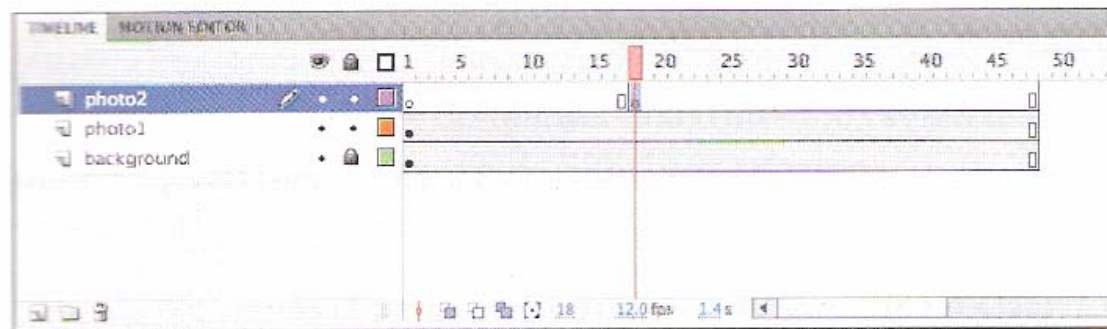 TIMELINE MOTION EDITOR
1 5 10 15 20 25 30 35 40 45 50
photo2
photo1
background
18 12.0 fps 1.4 s